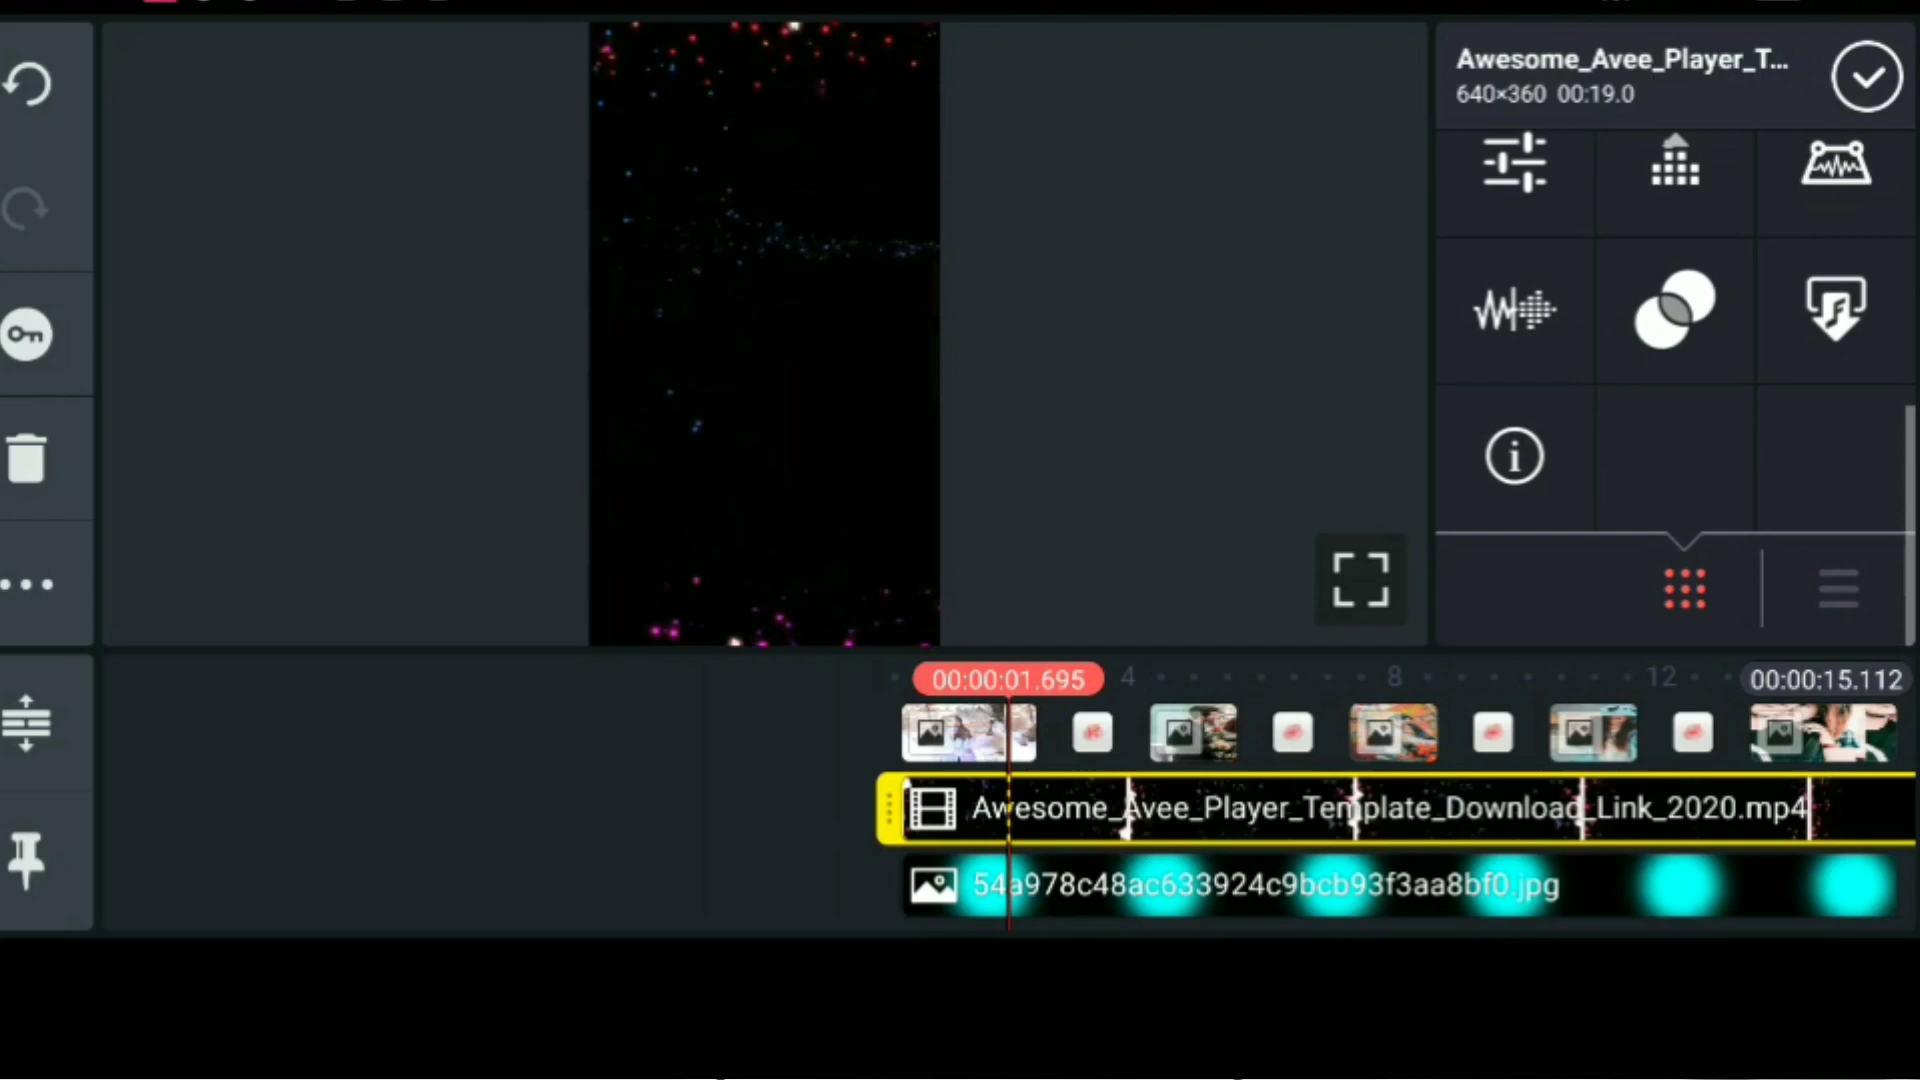 Awesome_Avee_Player_T...
640×360 00:19.0
00:00:01.695
4
8
12
00:00:15.112
Awesome_Avee_Player_Template_Download_Link_2020.mp4
54a978c48ac633924c9bcb93f3aa8bf0.jpg